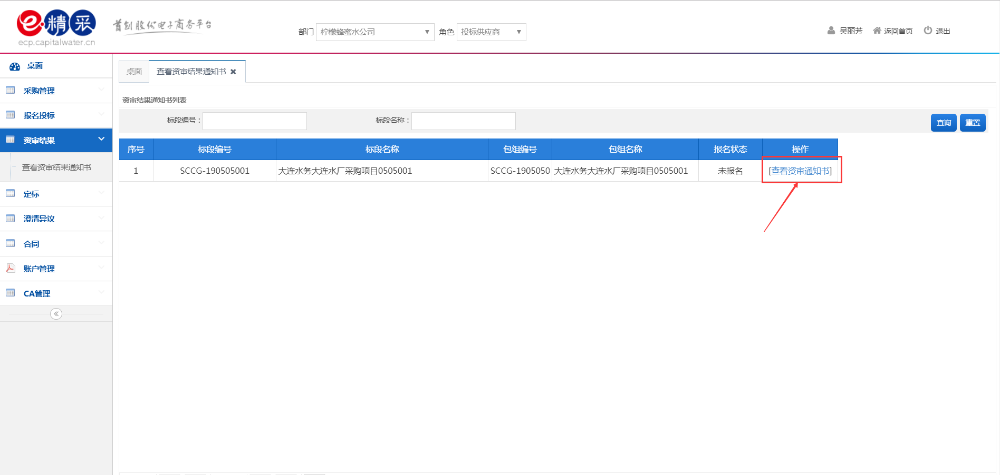 e精采
ecp.capitalwater.cn
首创股份电子商务平台
部门 柠檬蜂蜜水公司 ▼ 角色 投标供应商 ▼
吴丽芳 返回首页 退出
桌面
采购管理
报名投标
资审结果
查看资审结果通知书
定标
澄清异议
合同
账户管理
CA管理
桌面 查看资审结果通知书 ✖
资审结果通知书列表
标段编号： 标段名称： 查询 重置
序号 标段编号 标段名称 包组编号 包组名称 报名状态 操作
1 SCCG-190505001 大连水务大连水厂采购项目0505001 SCCG-1905050 大连水务大连水厂采购项目0505001 未报名 [查看资审通知书]